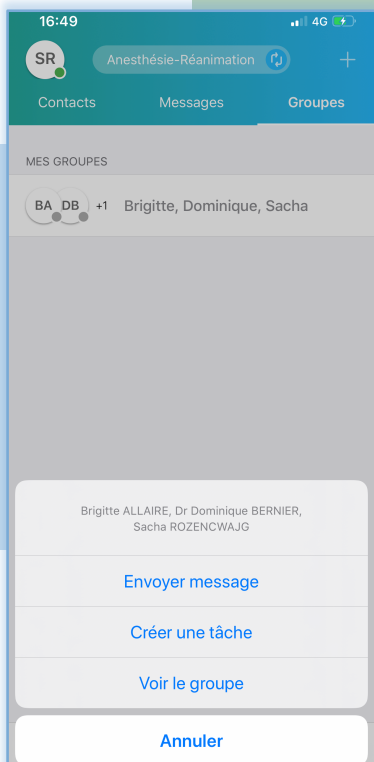 16:49
4G
SR
Anesthésie-Réanimation
Contacts
Messages
Groupes
MES GROUPES
BA DB +1 Brigitte, Dominique, Sacha
Brigitte ALLAIRE, Dr Dominique BERNIER,
Sacha ROZENCWAJG
Envoyer message
Créer une tâche
Voir le groupe
Annuler